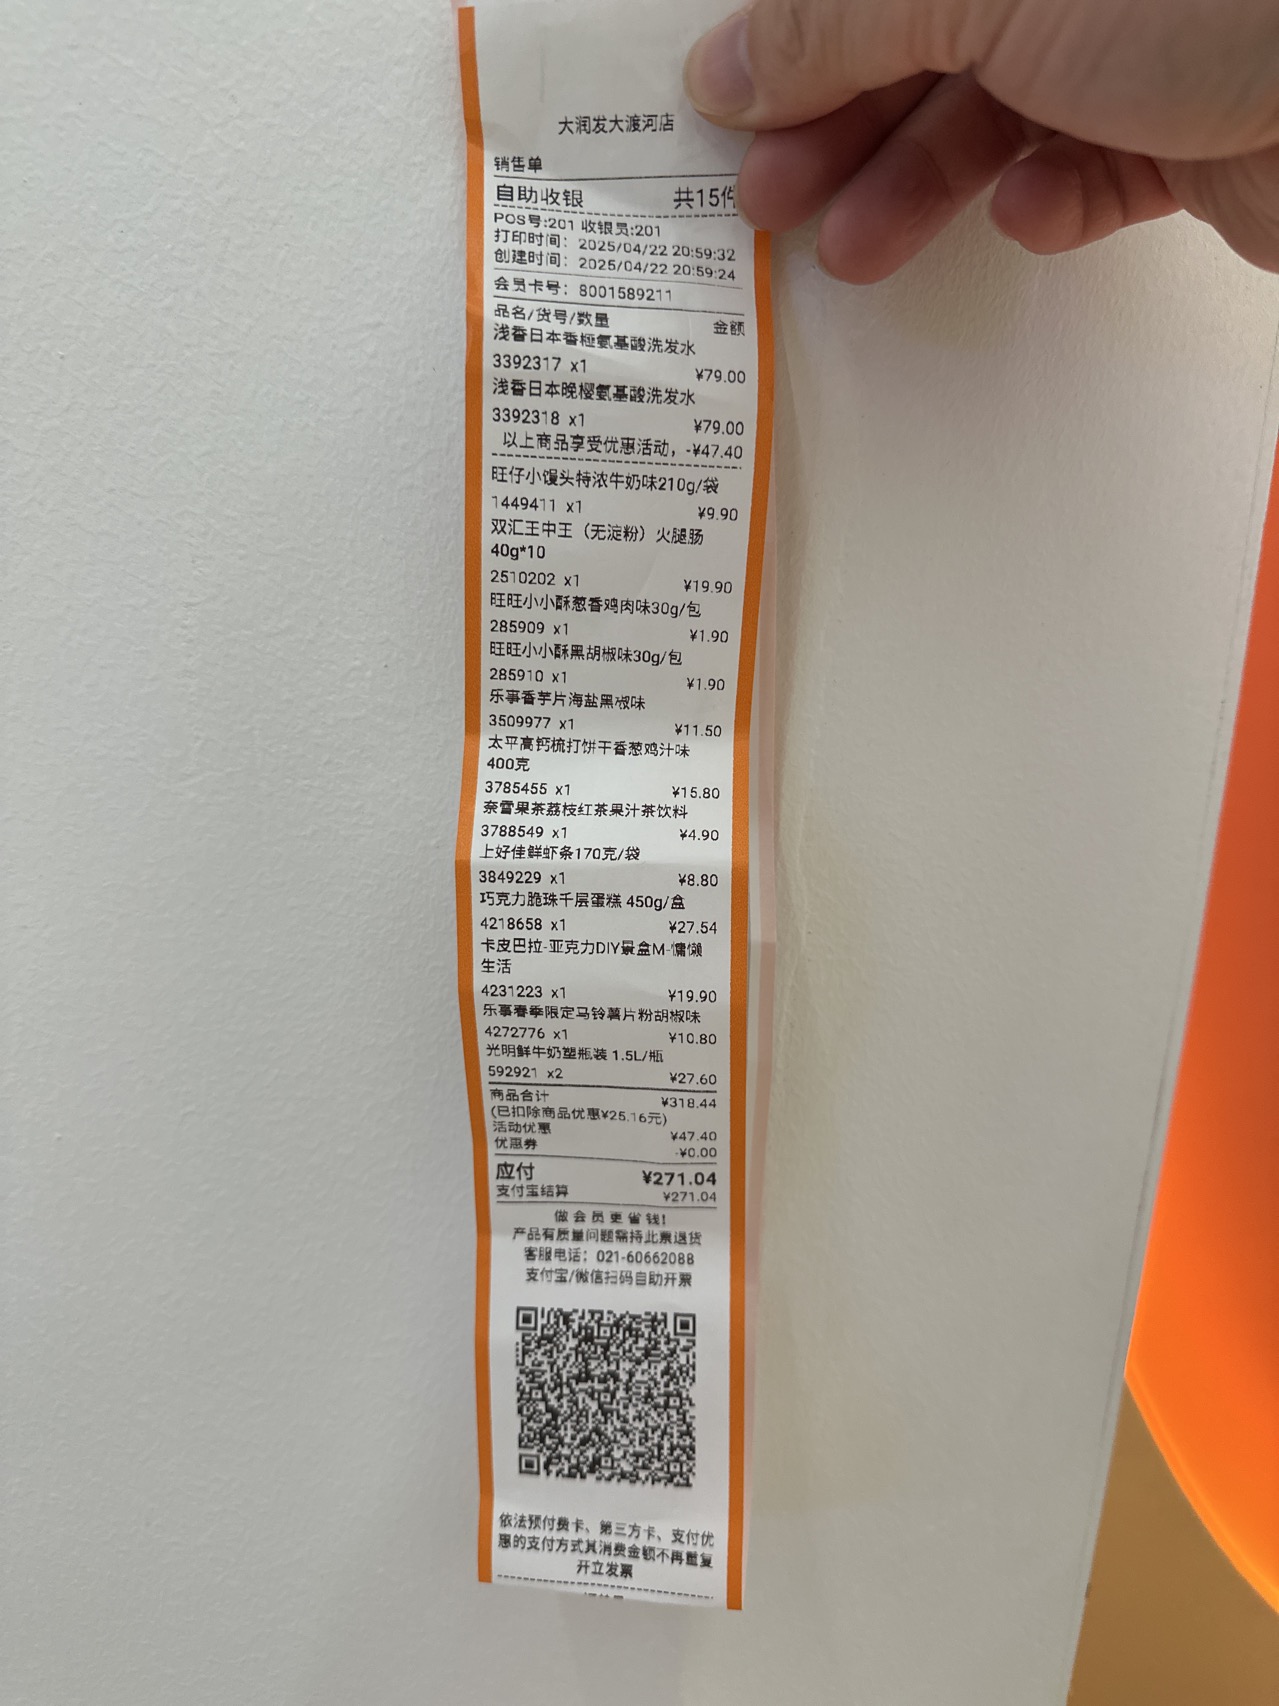 大润发大渡河店
销售单
自助收银 共15件
POS号:201 收银员:201
打印时间：2025/04/22 20:59:32
创建时间：2025/04/22 20:59:24
会员卡号：8001589211
品名/货号/数量 金额
浅香日本香橙氨基酸洗发水
3392317 x1 ¥79.00
浅香日本晚樱氨基酸洗发水
3392318 x1 ¥79.00
以上商品享受优惠活动，-¥47.40
旺仔小馒头特浓牛奶味210g/袋
1449411 x1 ¥9.90
双汇王中王（无淀粉）火腿肠
40g*10
2510202 x1 ¥19.90
旺旺小小酥葱香鸡肉味30g/包
285909 x1 ¥1.90
旺旺小小酥黑胡椒味30g/包
285910 x1 ¥1.90
乐事香芋片海盐黑椒味
3509977 x1 ¥11.50
太平高钙梳打饼干香葱鸡汁味
400克
3785455 x1 ¥15.80
奈雪果茶荔枝红茶果汁茶饮料
3788549 x1 ¥4.90
上好佳鲜虾条170克/袋
3849229 x1 ¥8.80
巧克力脆珠千层蛋糕 450g/盒
4218658 x1 ¥27.54
卡皮巴拉-亚克力DIY景盒M-慵懒
生活
4231223 x1 ¥19.90
乐事春季限定马铃薯片粉胡椒味
4272776 x1 ¥10.80
光明鲜牛奶塑瓶装 1.5L/瓶
592921 x2 ¥27.60
商品合计 ¥318.44
(已扣除商品优惠¥25.16元)
活动优惠 ¥47.40
优惠券 -¥0.00
应付 ¥271.04
支付宝结算 ¥271.04
做会员更省钱!
产品有质量问题需持此票退货
客服电话：021-60662088
支付宝/微信扫码自助开票
依法预付费卡、第三方卡、支付优
惠的支付方式其消费金额不再重复
开立发票